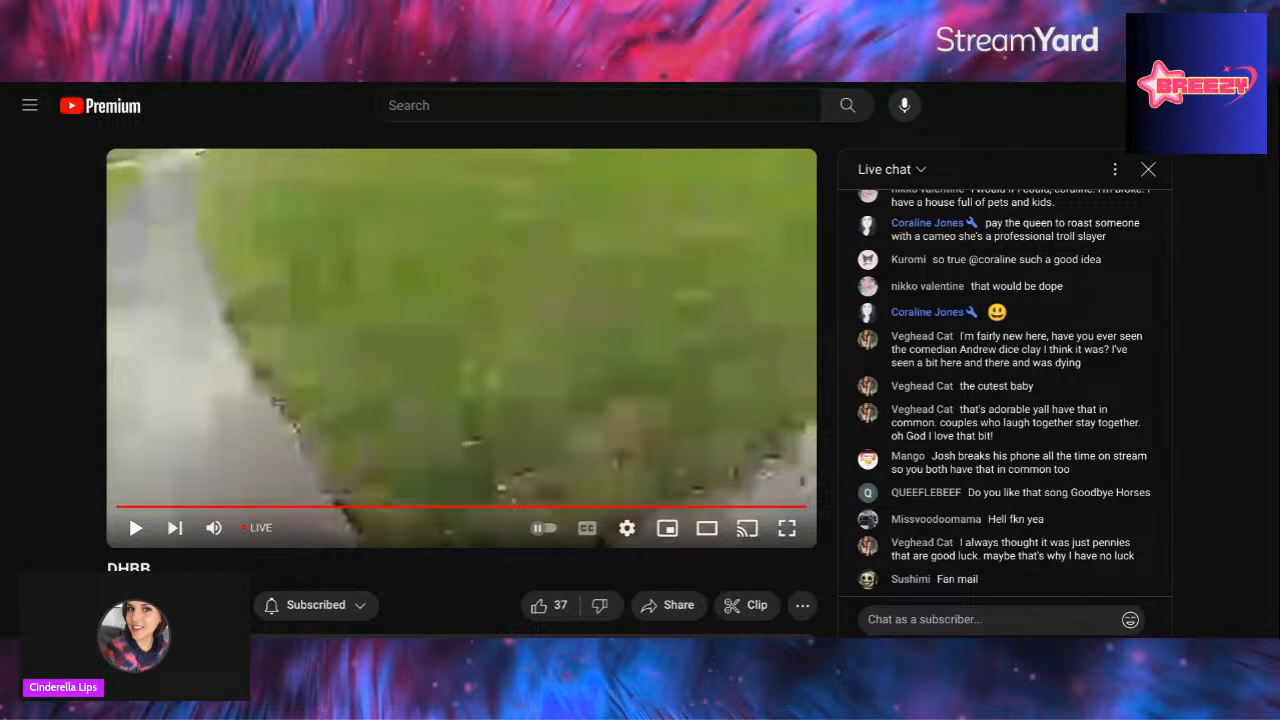 StreamYard
BREEZY
Premium
Search
Live chat
nikko valentine I would if I could, coraline. I'm broke. I
have a house full of pets and kids.
Coraline Jones pay the queen to roast someone
with a cameo she's a professional troll slayer
Kuromi so true @coraline such a good idea
nikko valentine that would be dope
Coraline Jones 😃
Veghead Cat I'm fairly new here, have you ever seen
the comedian Andrew dice clay I think it was? I've
seen a bit here and there and was dying
Veghead Cat the cutest baby
Veghead Cat that's adorable yall have that in
common. couples who laugh together stay together.
oh God I love that bit!
Mango Josh breaks his phone all the time on stream
so you both have that in common too
Q QUEEFLEBEEF Do you like that song Goodbye Horses
Missvoodoomama Hell fkn yea
Veghead Cat I always thought it was just pennies
that are good luck. maybe that's why I have no luck
Sushimi Fan mail
Chat as a subscriber...
LIVE
CC
DHRB
Subscribed
37
Share
Clip
Cinderella Lips